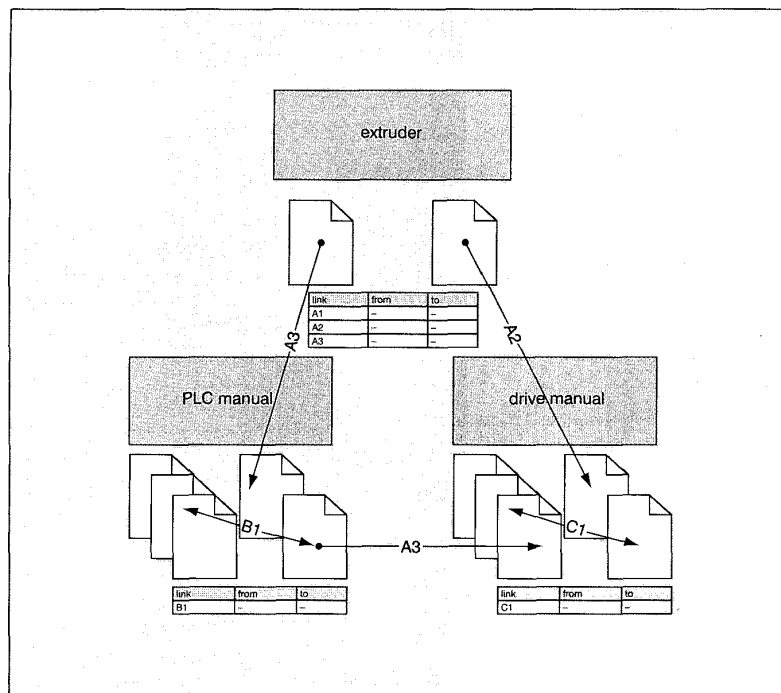 extruder
link from to
A1 – –
A2 – –
A3 – –
A3
A2
PLC manual
drive manual
B1
A3
C1
link from to
B1 – –
link from to
C1 – –